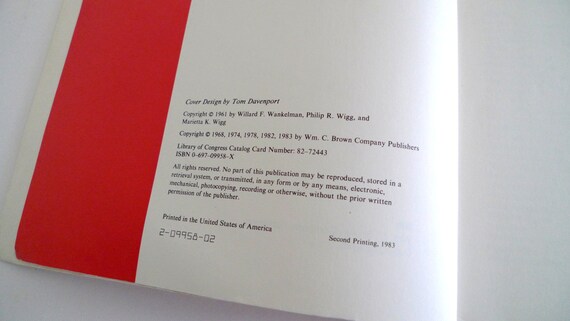 Cover Design by Tom Davenport
Copyright © 1961 by Willard F. Wankelman, Philip R. Wigg, and
Marietta K. Wigg
Copyright © 1968, 1974, 1978, 1982, 1983 by Wm. C. Brown Company Publishers
Library of Congress Catalog Card Number: 82-72443
ISBN 0-697-09958-X
All rights reserved. No part of this publication may be reproduced, stored in a
retrieval system, or transmitted, in any form or by any means, electronic,
mechanical, photocopying, recording or otherwise, without the prior written
permission of the publisher.
Printed in the United States of America
2-09958-02
Second Printing, 1983